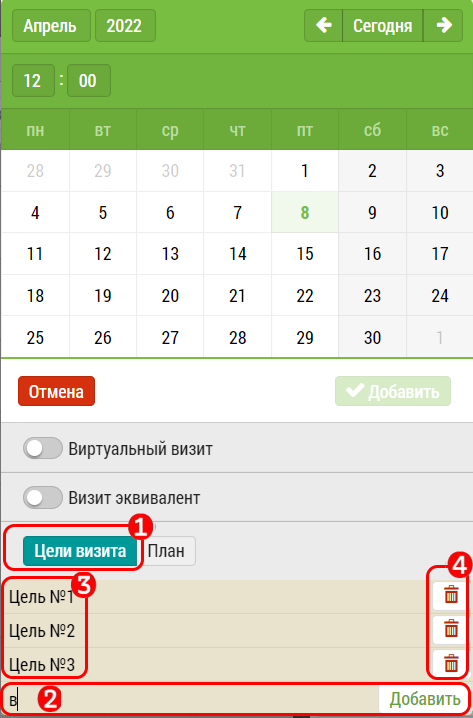 Апрель 2022 Сегодня
12 : 00
пн вт ср чт пт сб вс
28 29 30 31 1 2 3
4 5 6 7 8 9 10
11 12 13 14 15 16 17
18 19 20 21 22 23 24
25 26 27 28 29 30 1
Отмена Добавить
Виртуальный визит
Визит эквивалент
1
Цели визита План
3 4
Цель №1
Цель №2
Цель №3
в 2 Добавить